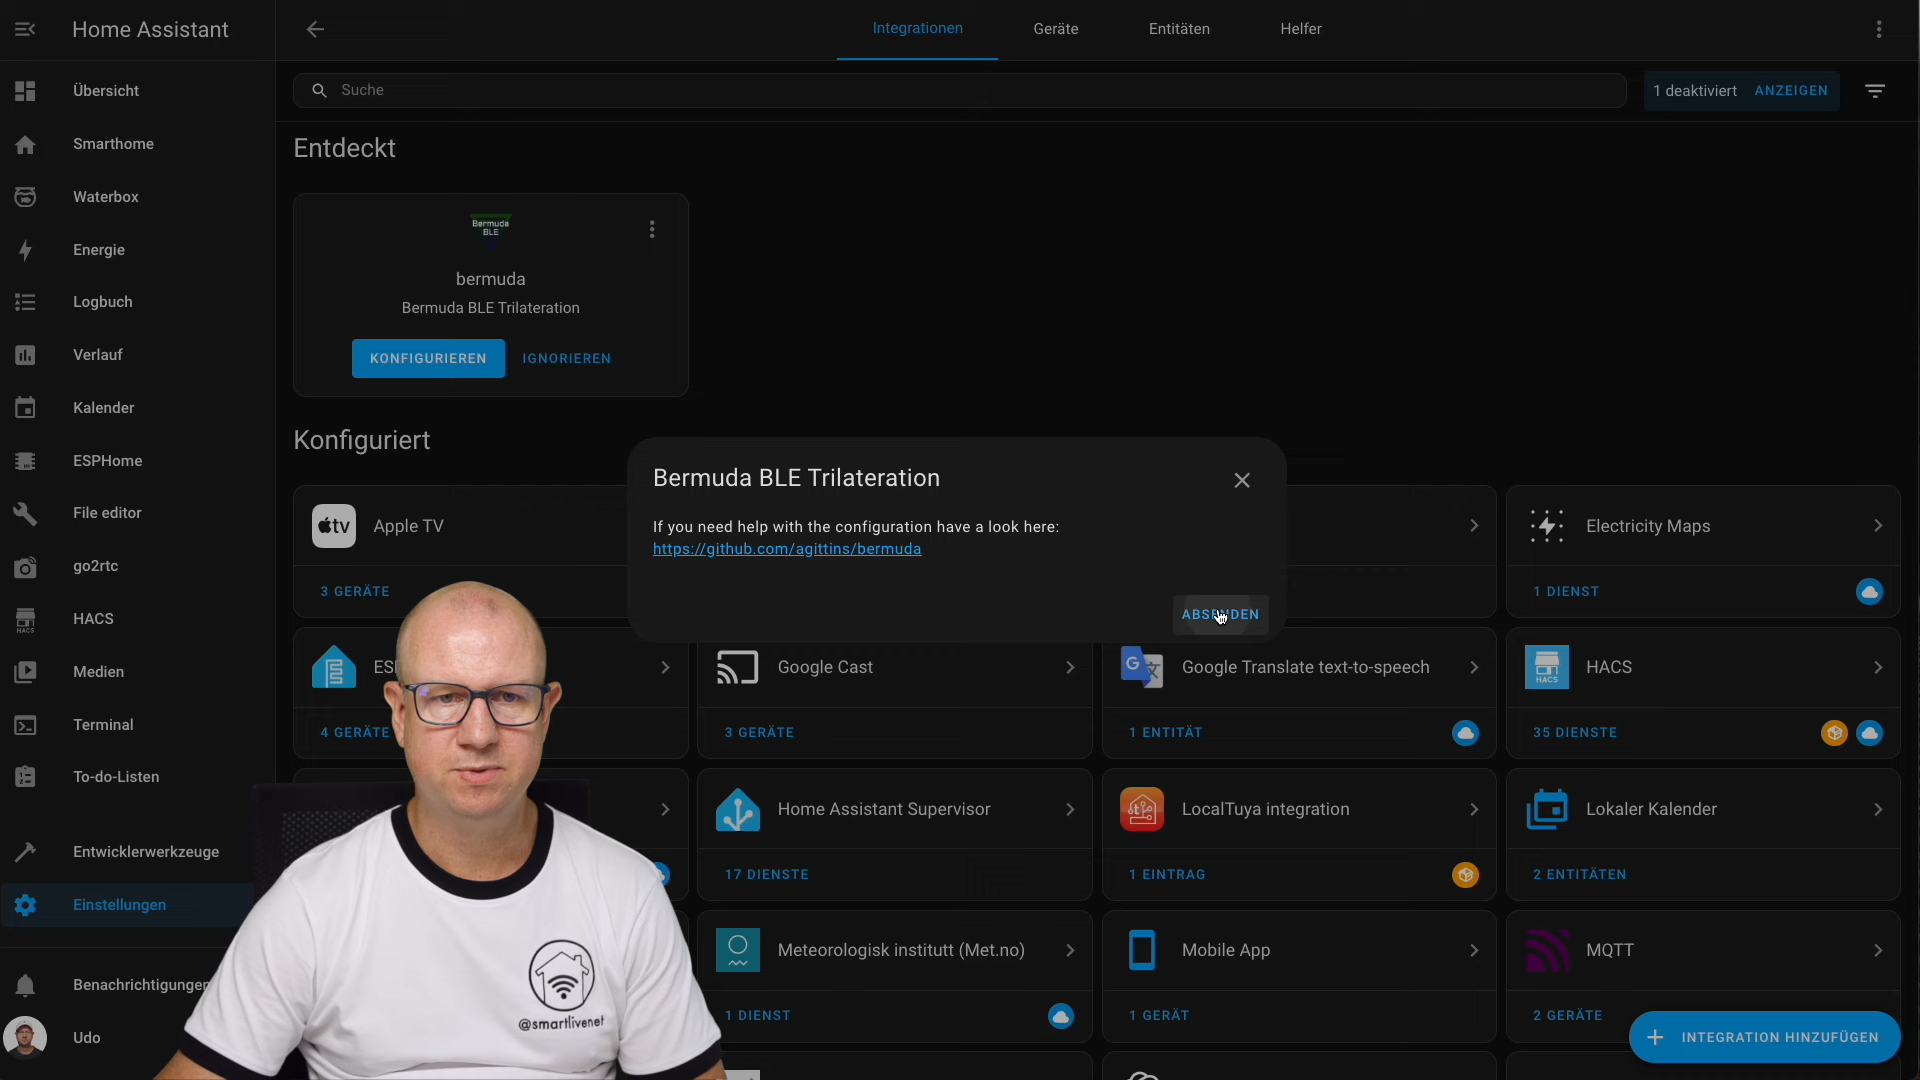 Home Assistant
Integrationen
Geräte
Entitäten
Helfer
Suche
1 deaktiviert
ANZEIGEN
Übersicht
Smarthome
Waterbox
Energie
Logbuch
Verlauf
Kalender
ESPHome
File editor
go2rtc
HACS
HACS
Medien
Terminal
To-do-Listen
Entwicklerwerkzeuge
Einstellungen
Benachrichtigungen
Udo
Entdeckt
Bermuda
BLE
bermuda
Bermuda BLE Trilateration
KONFIGURIEREN
IGNORIEREN
Konfiguriert
Bermuda BLE Trilateration
If you need help with the configuration have a look here:
https://github.com/agittins/bermuda
ABSENDEN
tv
Apple TV
3 GERÄTE
Electricity Maps
1 DIENST
4 GERÄTE
Google Cast
3 GERÄTE
G
Google Translate text-to-speech
1 ENTITÄT
HACS
HACS
35 DIENSTE
Home Assistant Supervisor
17 DIENSTE
LocalTuya integration
1 EINTRAG
Lokaler Kalender
2 ENTITÄTEN
Meteorologisk institutt (Met.no)
1 DIENST
Mobile App
1 GERÄT
MQTT
2 GERÄTE
INTEGRATION HINZUFÜGEN
@smartlivenet